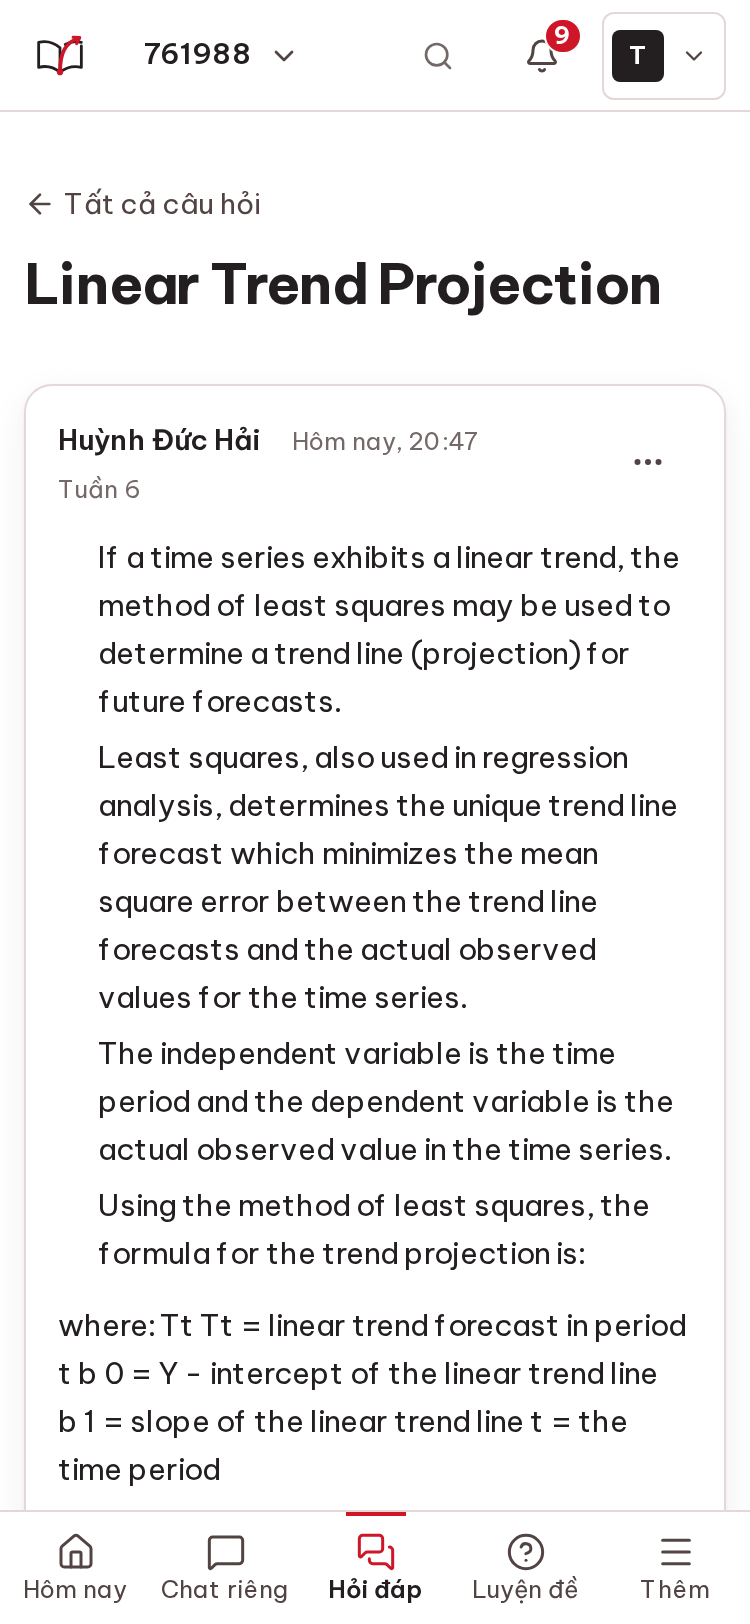 761988
9
T
Tất cả câu hỏi
Linear Trend Projection
Huỳnh Đức Hải Hôm nay, 20:47
Tuần 6
If a time series exhibits a linear trend, the
method of least squares may be used to
determine a trend line (projection) for
future forecasts.
Least squares, also used in regression
analysis, determines the unique trend line
forecast which minimizes the mean
square error between the trend line
forecasts and the actual observed
values for the time series.
The independent variable is the time
period and the dependent variable is the
actual observed value in the time series.
Using the method of least squares, the
formula for the trend projection is:
where: Tt Tt = linear trend forecast in period
t b 0 = Y - intercept of the linear trend line
b 1 = slope of the linear trend line t = the
time period
Hôm nay Chat riêng Hỏi đáp Luyện đề Thêm